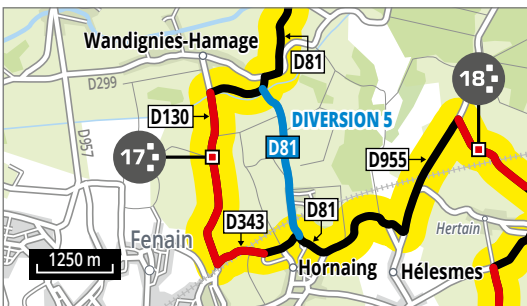 Wandignies-Hamage
D81
18
D299
D130
DIVERSION 5
D957
D81
17
D955
D343
D81
Hertain
Fenain
1250 m
Hornaing
Hélesmes